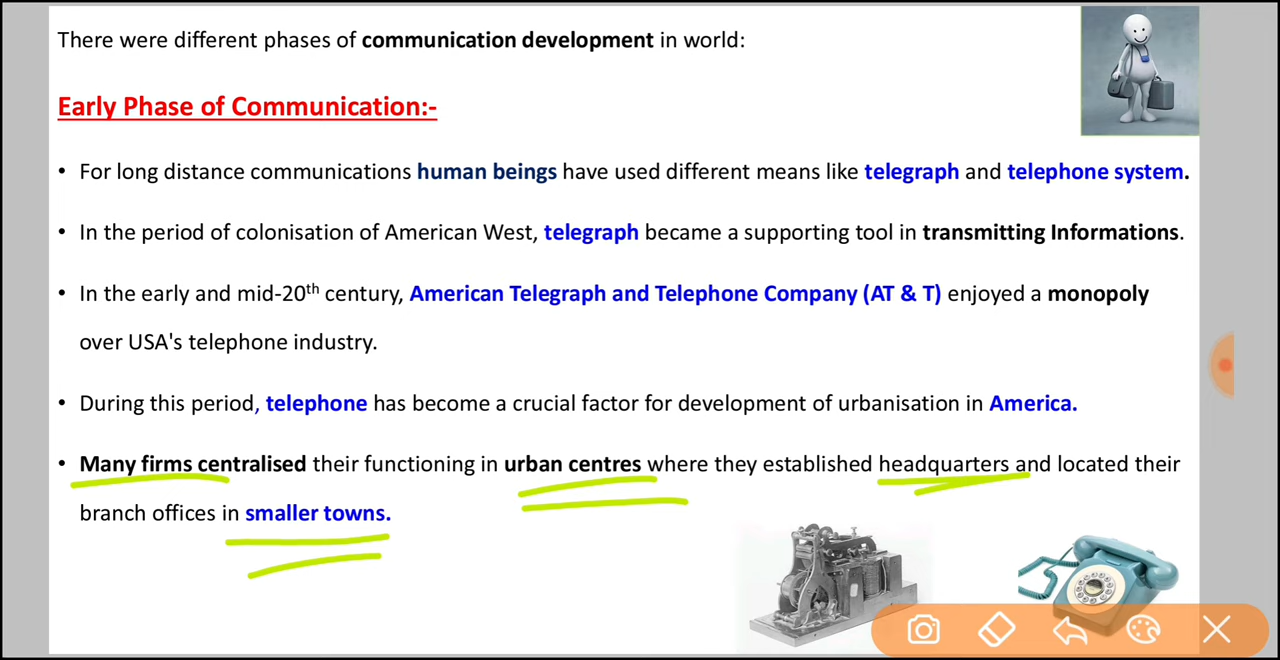 There were different phases of communication development in world:
Early Phase of Communication:-
• For long distance communications human beings have used different means like telegraph and telephone system.
• In the period of colonisation of American West, telegraph became a supporting tool in transmitting Informations.
• In the early and mid-20th century, American Telegraph and Telephone Company (AT & T) enjoyed a monopoly
over USA's telephone industry.
• During this period, telephone has become a crucial factor for development of urbanisation in America.
• Many firms centralised their functioning in urban centres where they established headquarters and located their
branch offices in smaller towns.